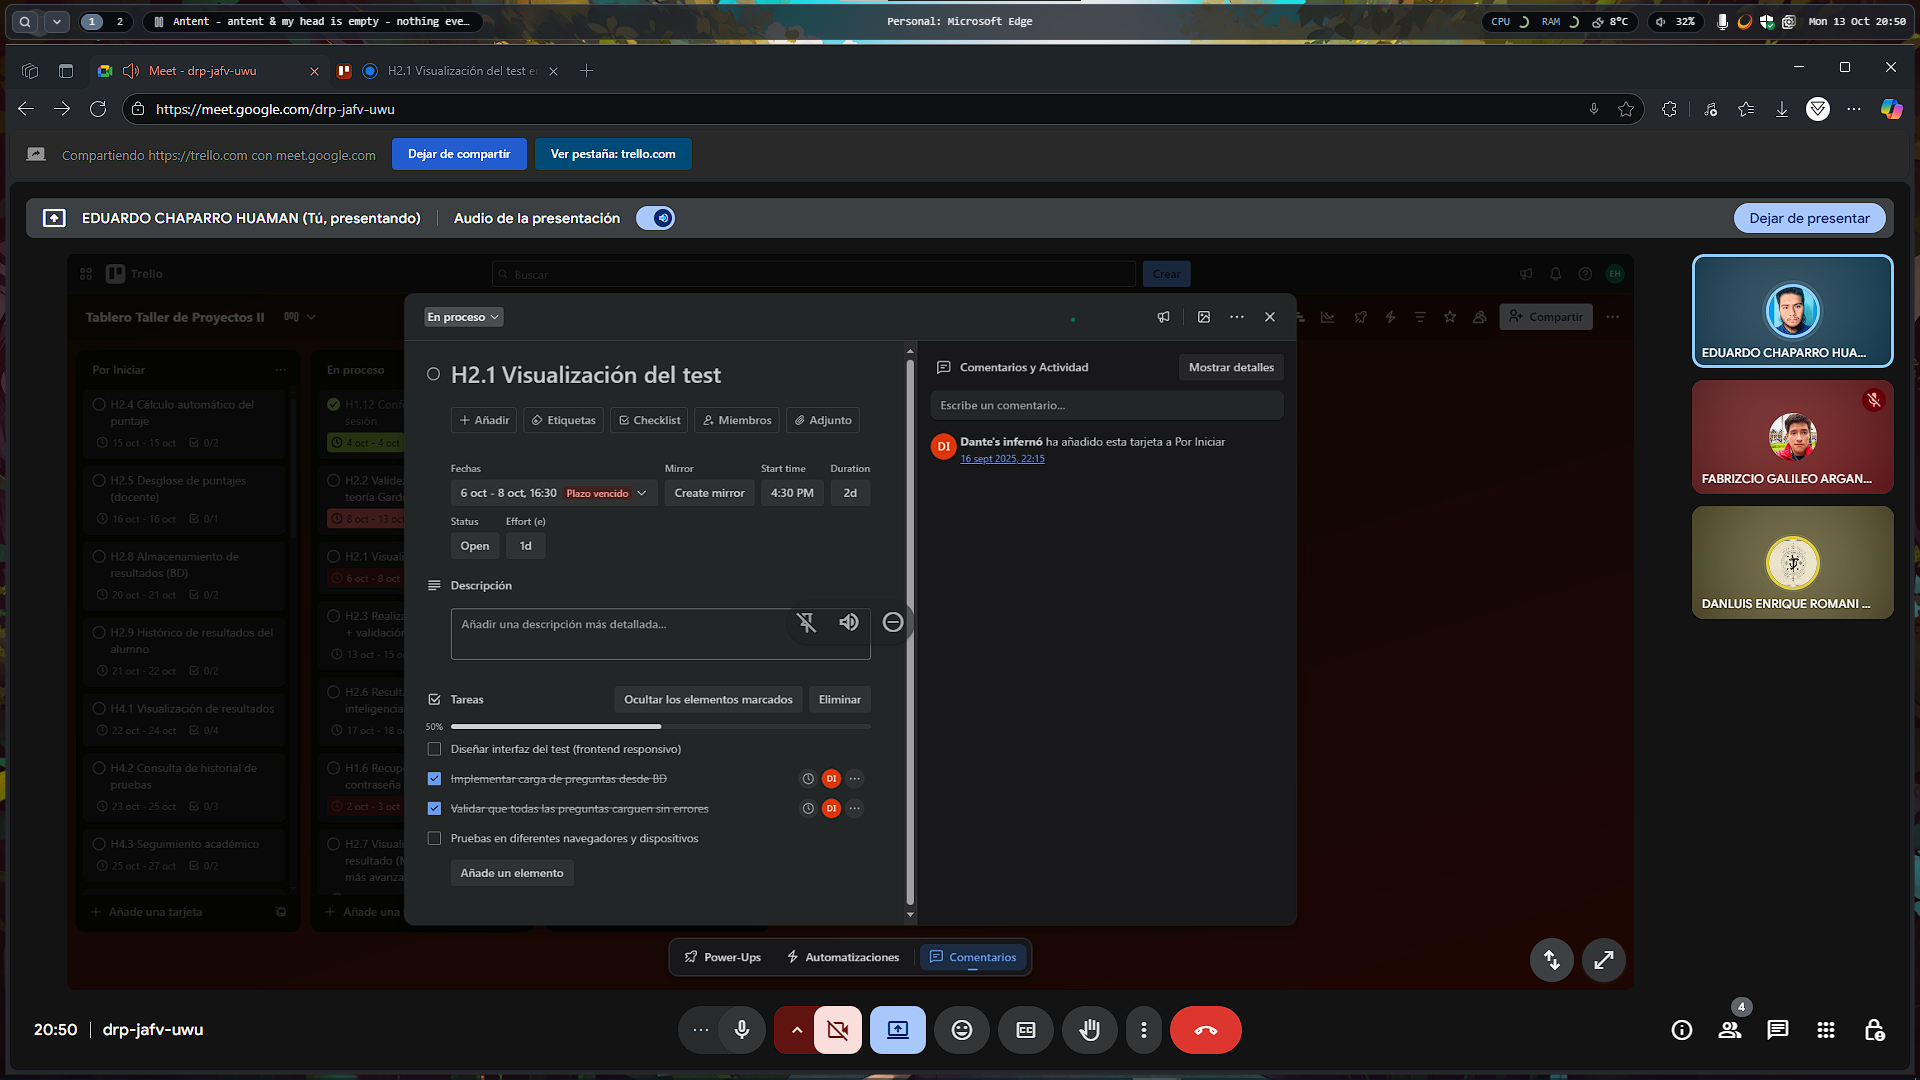 1 2 Antent - antent & my head is empty - nothing eve… Personal: Microsoft Edge CPU RAM 8°C 32% Mon 13 Oct 20:50
Meet - drp-jafv-uwu
H2.1 Visualización del test en
https://meet.google.com/drp-jafv-uwu
Compartiendo https://trello.com con meet.google.com Dejar de compartir Ver pestaña: trello.com
EDUARDO CHAPARRO HUAMAN (Tú, presentando) Audio de la presentación Dejar de presentar
Trello Buscar Crear EH
Tablero Taller de Proyectos II Compartir
Por Iniciar
H2.4 Cálculo automático del
puntaje
15 oct - 15 oct 0/2
H2.5 Desglose de puntajes
(docente)
16 oct - 16 oct 0/1
H2.8 Almacenamiento de
resultados (BD)
20 oct - 21 oct 0/2
H2.9 Histórico de resultados del
alumno
21 oct - 22 oct 0/2
H4.1 Visualización de resultados
22 oct - 24 oct 0/4
H4.2 Consulta de historial de
pruebas
23 oct - 25 oct 0/3
H4.3 Seguimiento académico
25 oct - 27 oct 0/2
Añade una tarjeta
En proceso
H1.12 Conf
sesión
4 oct - 4 oct
H2.2 Validez
teoría Gard
8 oct - 13 oct
H2.1 Visuali
6 oct - 8 oct
H2.3 Realiza
+ validación
13 oct - 15 o
H2.6 Result
inteligencia
17 oct - 18 o
H1.6 Recup
contraseña
2 oct - 3 oct
H2.7 Visuali
resultado (N
más avanza
Añade una
En proceso
H2.1 Visualización del test
Añadir Etiquetas Checklist Miembros Adjunto
Fechas Mirror Start time Duration
6 oct - 8 oct, 16:30 Plazo vencido Create mirror 4:30 PM 2d
Status Effort (e)
Open 1d
Descripción
Añadir una descripción más detallada...
Tareas Ocultar los elementos marcados Eliminar
50%
Diseñar interfaz del test (frontend responsivo)
Implementar carga de preguntas desde BD DI
Validar que todas las preguntas carguen sin errores DI
Pruebas en diferentes navegadores y dispositivos
Añade un elemento
Comentarios y Actividad Mostrar detalles
Escribe un comentario...
DI Dante's infernó ha añadido esta tarjeta a Por Iniciar
16 sept 2025, 22:15
Power-Ups Automatizaciones Comentarios
EDUARDO CHAPARRO HUA...
FABRIZCIO GALILEO ARGAN...
DANLUIS ENRIQUE ROMANI ...
20:50 drp-jafv-uwu
4